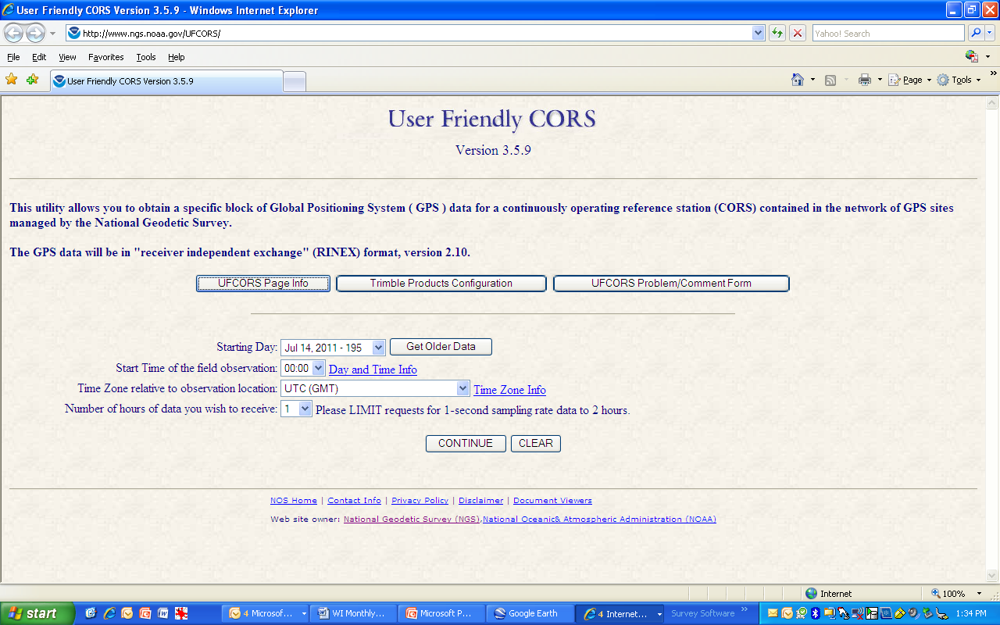 User Friendly CORS Version 3.5.9 - Windows Internet Explorer
http://www.ngs.noaa.gov/UFCORS/
Yahoo! Search
File Edit View Favorites Tools Help
User Friendly CORS Version 3.5.9
Page Tools »
User Friendly CORS
Version 3.5.9
This utility allows you to obtain a specific block of Global Positioning System ( GPS ) data for a continuously operating reference station (CORS) contained in the network of GPS sites
managed by the National Geodetic Survey.
The GPS data will be in "receiver independent exchange" (RINEX) format, version 2.10.
UFCORS Page Info Trimble Products Configuration UFCORS Problem/Comment Form
Starting Day: Jul 14, 2011 - 195 Get Older Data
Start Time of the field observation: 00:00 Day and Time Info
Time Zone relative to observation location: UTC (GMT) Time Zone Info
Number of hours of data you wish to receive: 1 Please LIMIT requests for 1-second sampling rate data to 2 hours.
CONTINUE CLEAR
NOS Home | Contact Info | Privacy Policy | Disclaimer | Document Viewers
Web site owner: National Geodetic Survey (NGS),National Oceanic& Atmospheric Administration (NOAA)
Internet 100%
start 4 Microsof... WI Monthly... Microsoft P... Google Earth 4 Internet... Survey Software » 1:34 PM